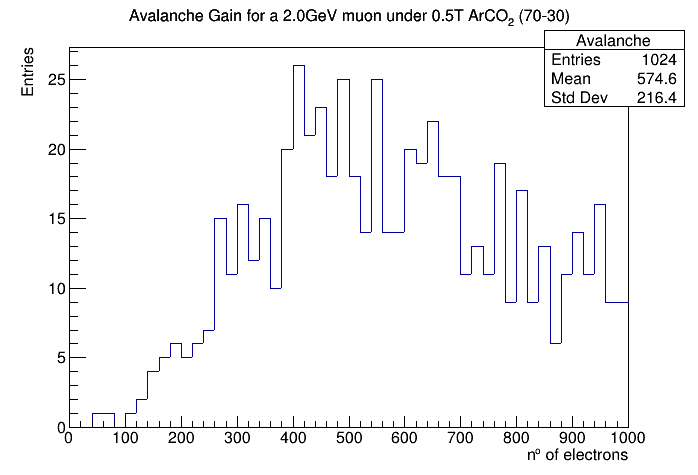 Avalanche Gain for a 2.0GeV muon under 0.5T ArCO₂ (70-30)
Avalanche
Entries 1024
Mean 574.6
Std Dev 216.4
Entries
25
20
15
10
5
0
0 100 200 300 400 500 600 700 800 900 1000
nº of electrons